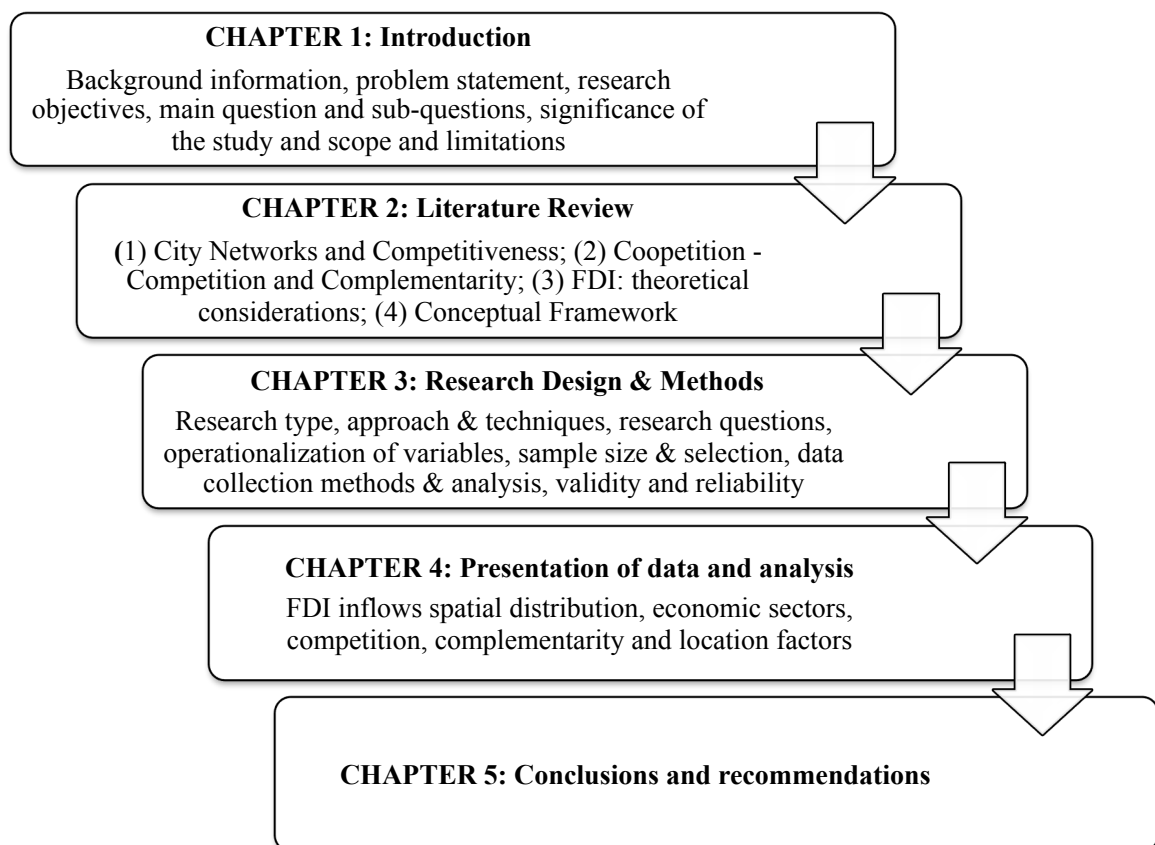 CHAPTER 1: Introduction
Background information, problem statement, research
objectives, main question and sub-questions, significance of
the study and scope and limitations
CHAPTER 2: Literature Review
(1) City Networks and Competitiveness; (2) Coopetition -
Competition and Complementarity; (3) FDI: theoretical
considerations; (4) Conceptual Framework
CHAPTER 3: Research Design & Methods
Research type, approach & techniques, research questions,
operationalization of variables, sample size & selection, data
collection methods & analysis, validity and reliability
CHAPTER 4: Presentation of data and analysis
FDI inflows spatial distribution, economic sectors,
competition, complementarity and location factors
CHAPTER 5: Conclusions and recommendations